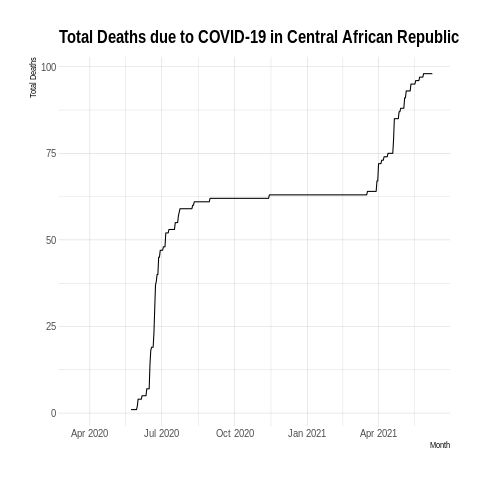 Total Deaths due to COVID-19 in Central African Republic
Total Deaths
100
75
50
25
0
Apr 2020 Jul 2020 Oct 2020 Jan 2021 Apr 2021
Month